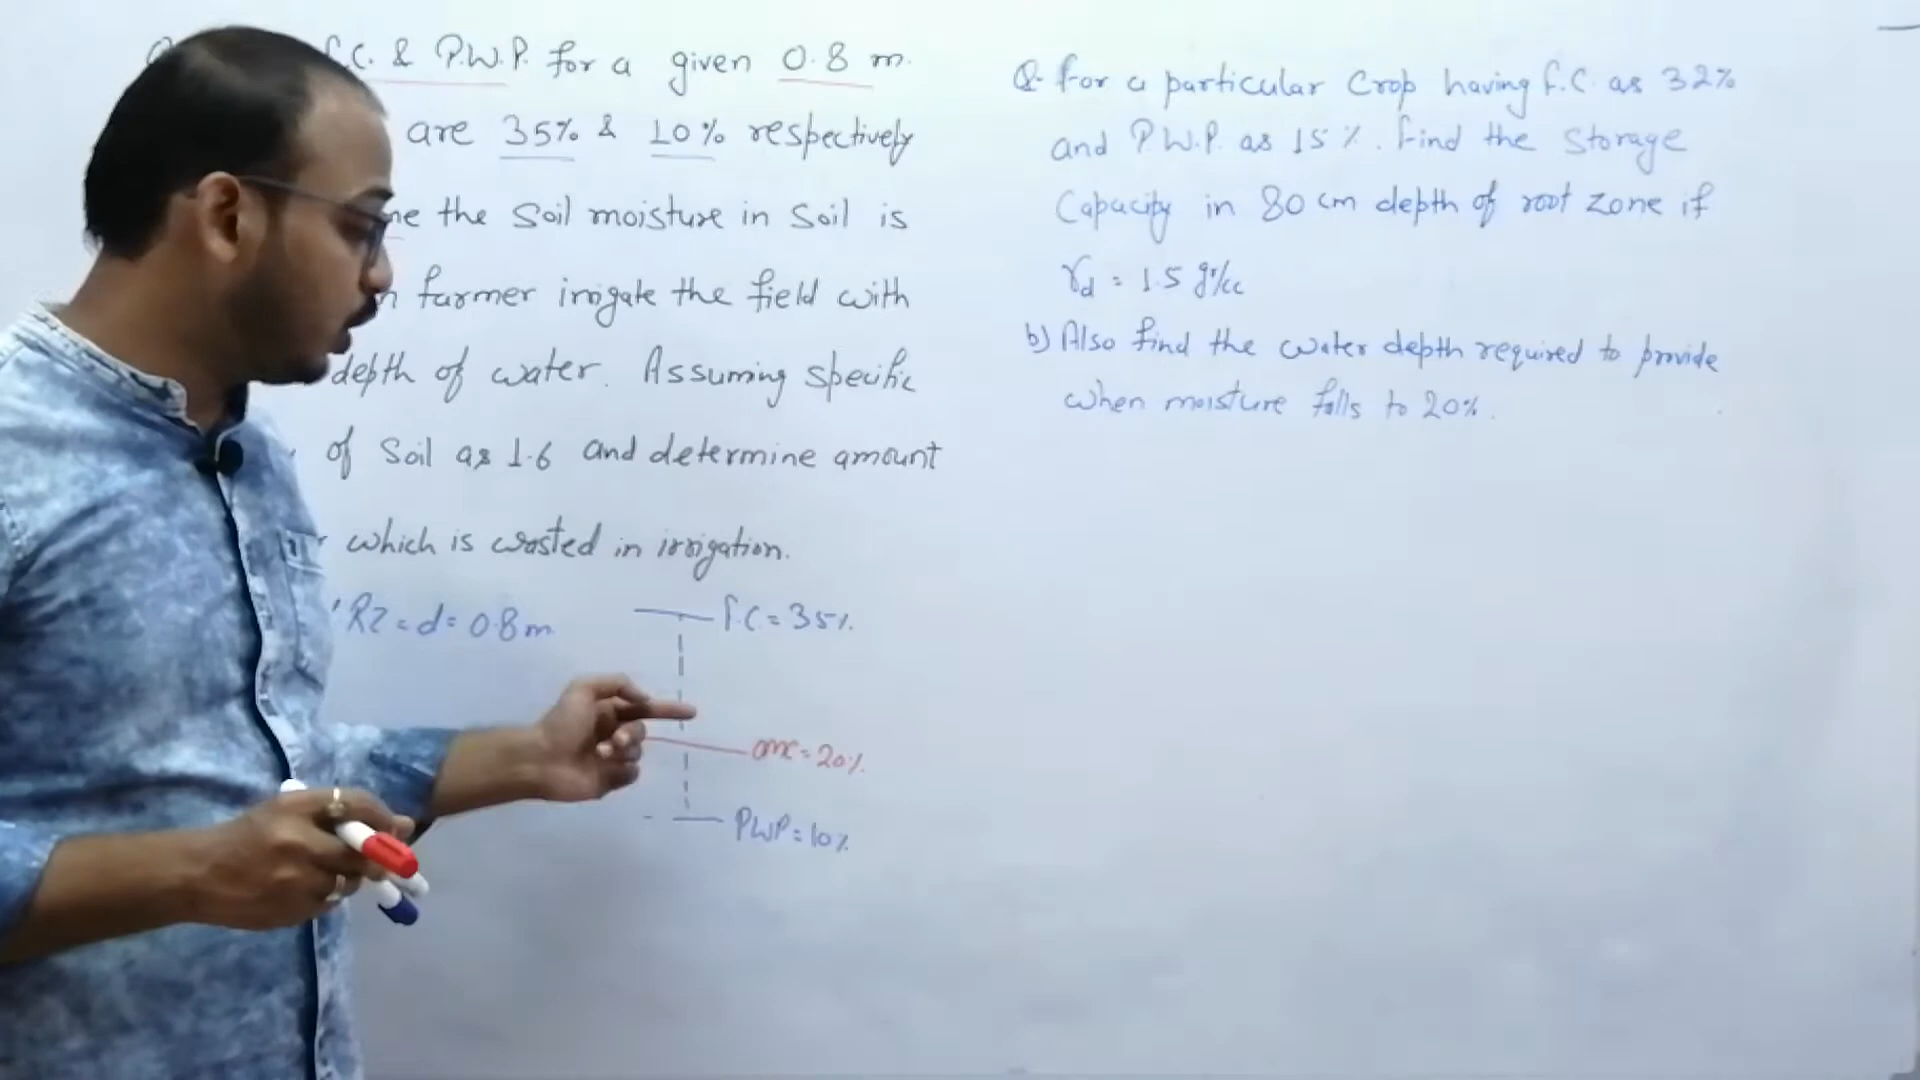 f.C. & P.W.P. for a given 0.8 m.
are 35% & 10% respectively
the Soil moisture in Soil is
farmer irrigate the field with
depth of water. Assuming specific
of Soil as 1.6 and determine amount
which is wasted in irrigation.
RZ = d = 0.8m
f.C = 35%
omc = 20%
PWP = 10%
Q. for a particular Crop having f.C. as 32%
and P.W.P. as 15%. find the Storage
Capacity in 80 cm depth of root zone if
γd = 1.5 gr/cc
b) Also find the water depth required to provide
when moisture falls to 20%.